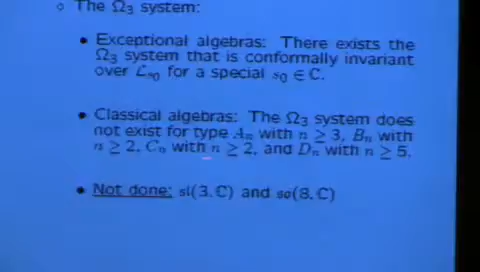 ○ The Ω₃ system:
• Exceptional algebras: There exists the
Ω₃ system that is conformally invariant
over ℒ_{s₀} for a special s₀ ∈ ℂ.
• Classical algebras: The Ω₃ system does
not exist for type Aₙ with n ≥ 3, Bₙ with
n ≥ 2, Cₙ with n ≥ 2, and Dₙ with n ≥ 5.
• Not done: sl(3, ℂ) and so(8, ℂ)